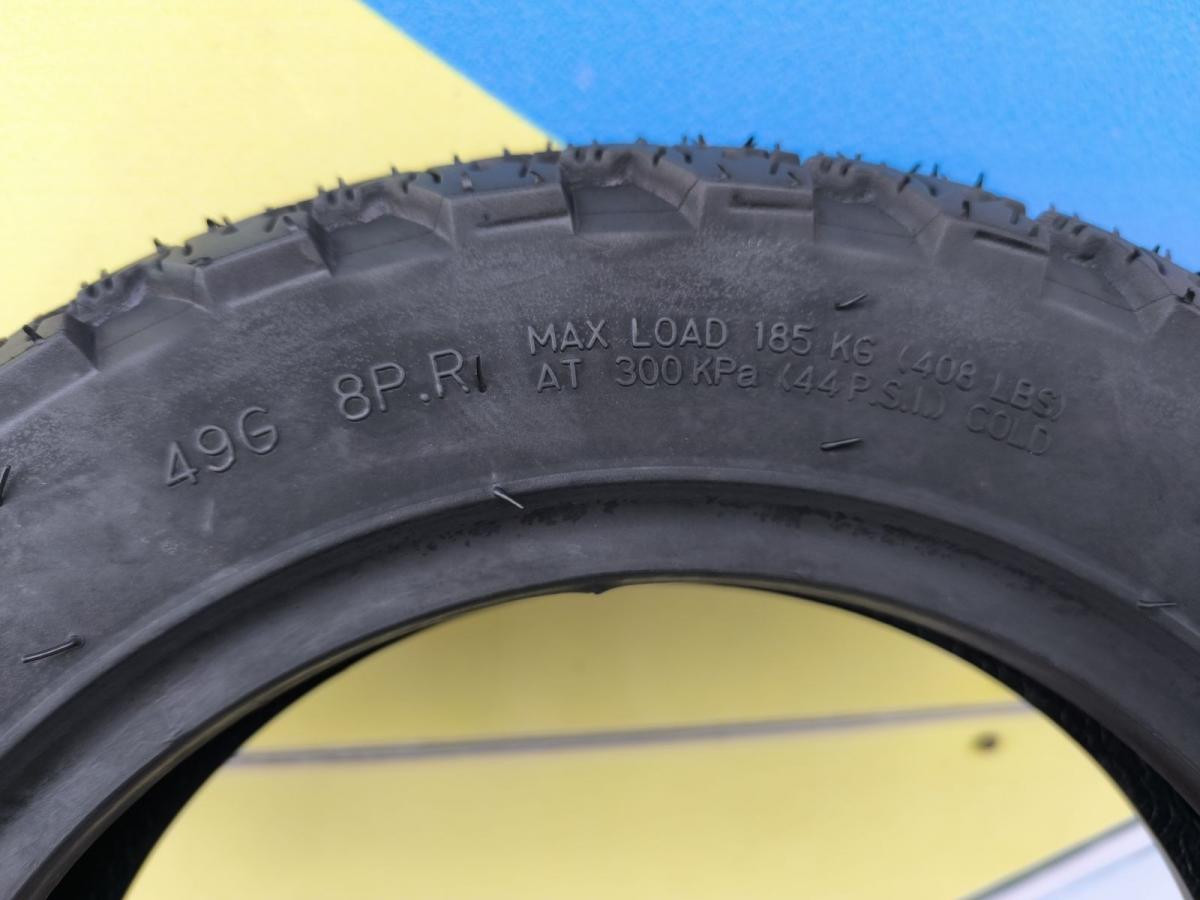 49G 8P.R.
MAX LOAD 185 KG (408 LBS)
AT 300 KPa (44 P.S.I.) COLD